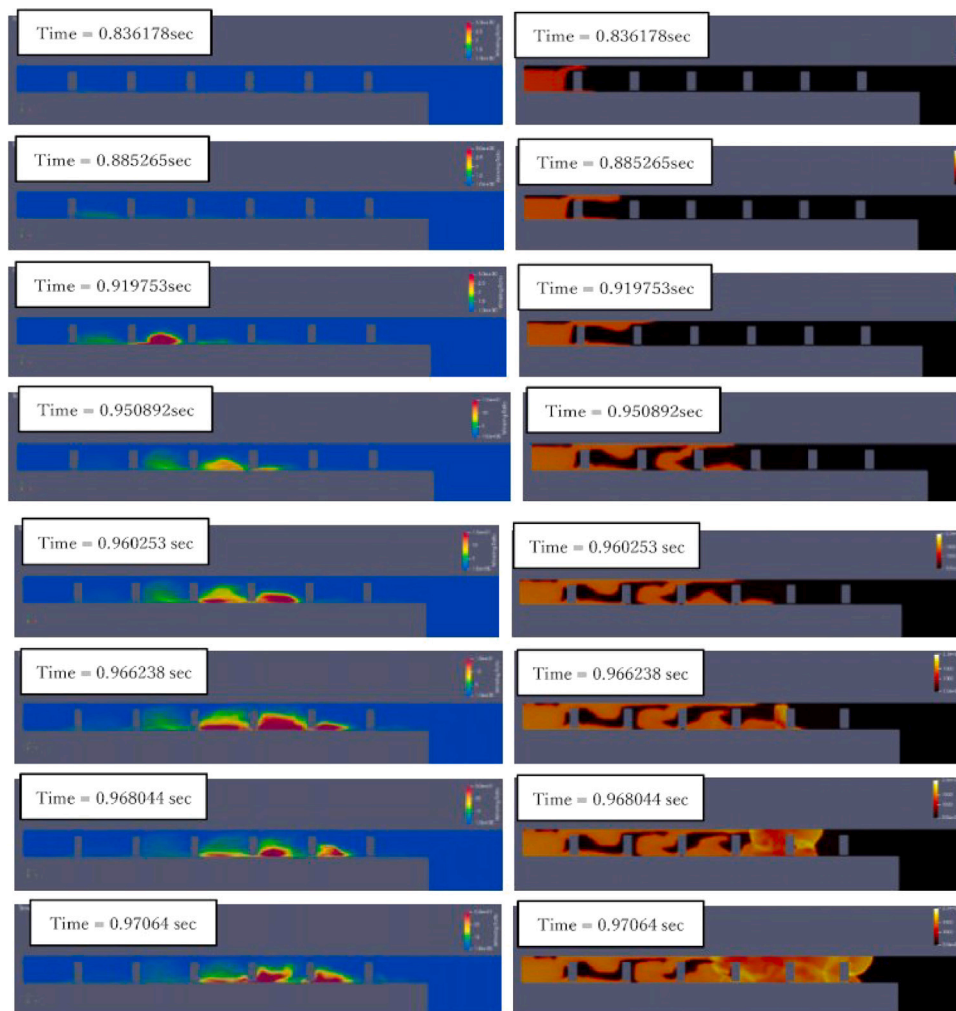 Time = 0.836178sec
Time = 0.836178sec
Time = 0.885265sec
Time = 0.885265sec
Time = 0.919753sec
Time = 0.919753sec
Time = 0.950892sec
Time = 0.950892sec
Time = 0.960253 sec
Time = 0.960253 sec
Time = 0.966238 sec
Time = 0.966238 sec
Time = 0.968044 sec
Time = 0.968044 sec
Time = 0.97064 sec
Time = 0.97064 sec